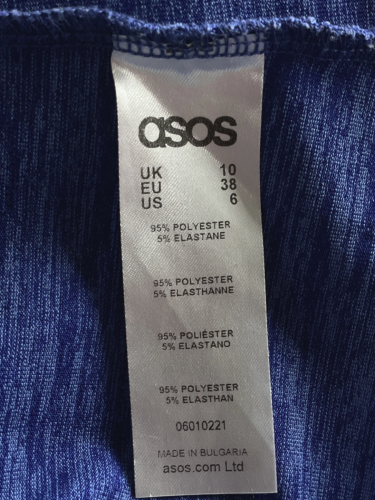 asos
UK 10
EU 38
US 6
95% POLYESTER
5% ELASTANE
95% POLYESTER
5% ELASTHANNE
95% POLIÉSTER
5% ELASTANO
95% POLYESTER
5% ELASTHAN
06010221
MADE IN BULGARIA
asos.com Ltd